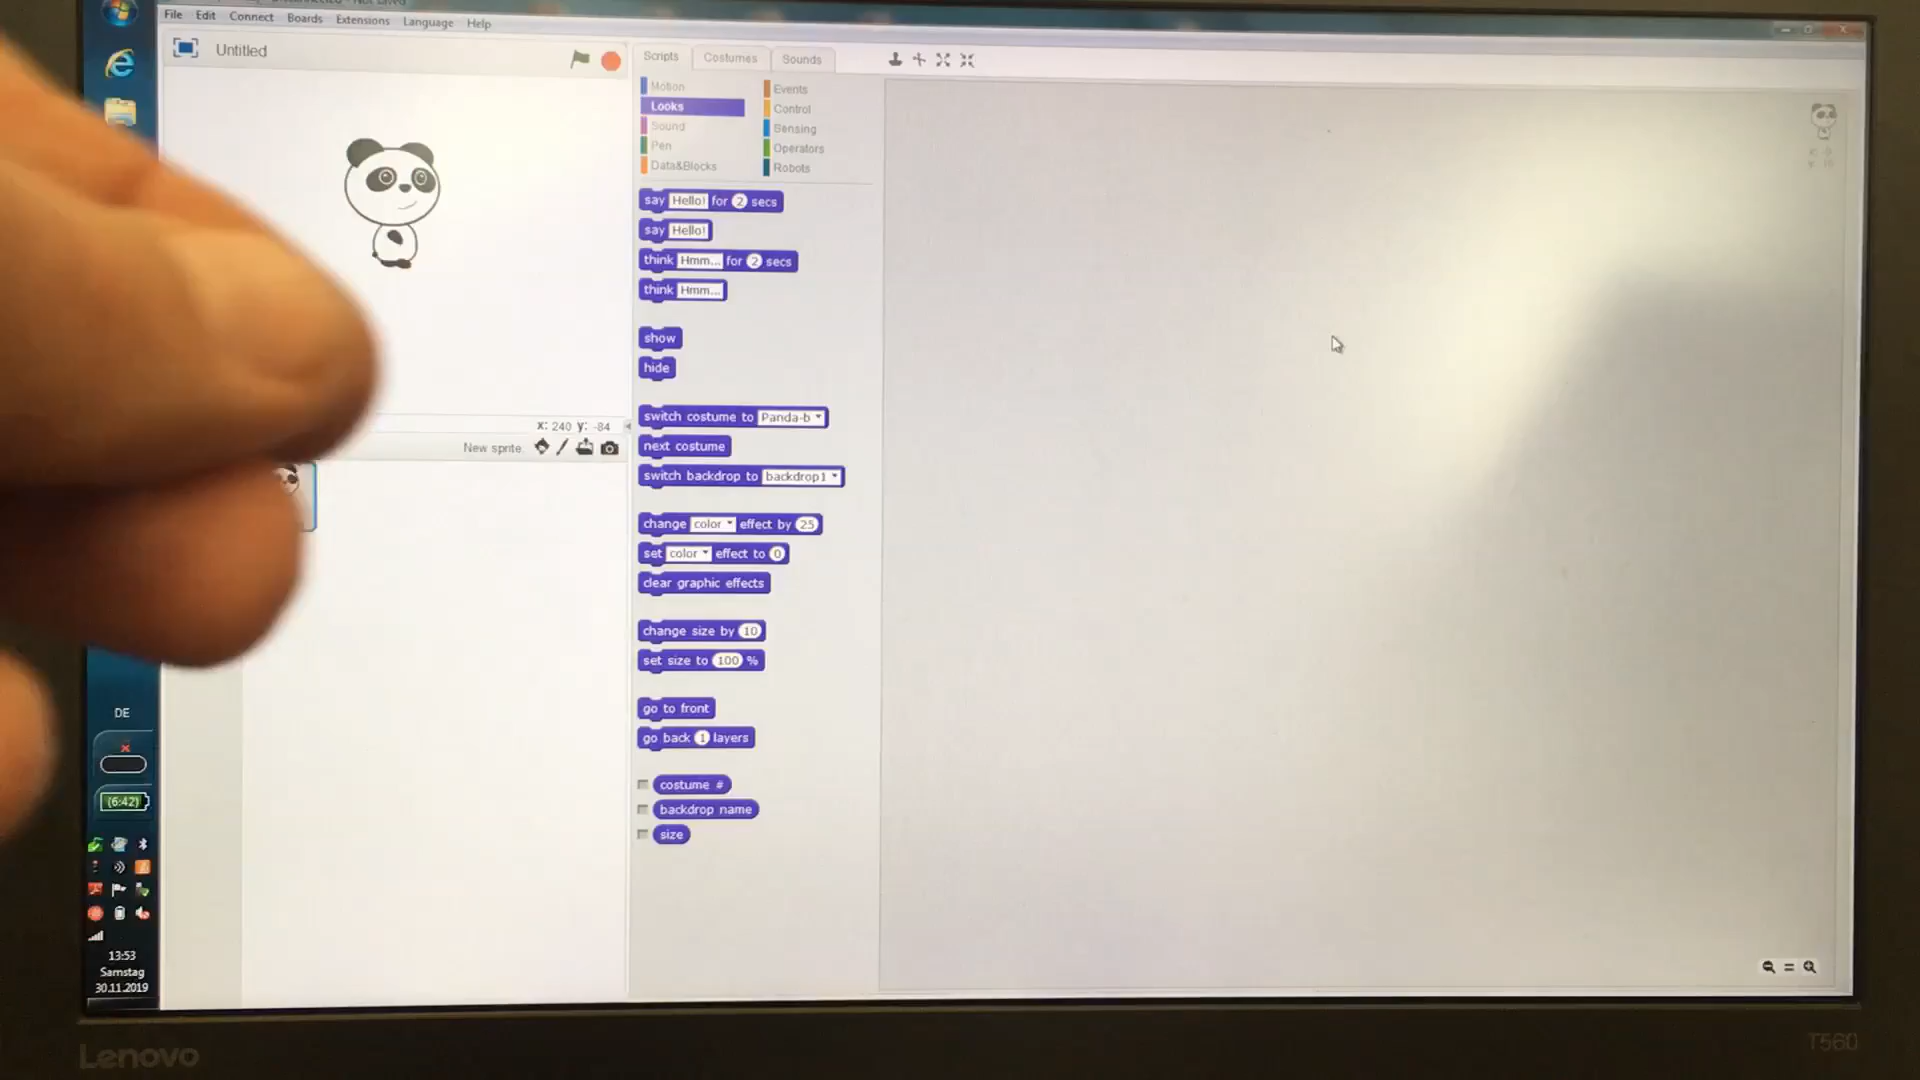 File Edit Connect Boards Extensions Language Help
Untitled
Scripts Costumes Sounds
Motion Events
Looks Control
Sound Sensing
Pen Operators
Data&Blocks Robots
say Hello! for 2 secs
say Hello!
think Hmm... for 2 secs
think Hmm...
show
hide
switch costume to Panda-b
next costume
switch backdrop to backdrop1
change color effect by 25
set color effect to 0
clear graphic effects
change size by 10
set size to 100 %
go to front
go back 1 layers
costume #
backdrop name
size
x: 240 y: -84
New sprite
DE
(6:42)
13:53
Samstag
30.11.2019
Lenovo
T560